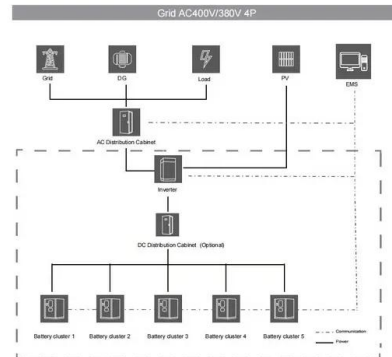 Grid AC400V/380V 4P
Grid
DG
Load
PV
EMS
AC Distribution Cabinet
Inverter
DC Distribution Cabinet (Optional)
Battery cluster 1
Battery cluster 2
Battery cluster 3
Battery cluster 4
Battery cluster 5
Communication
Power